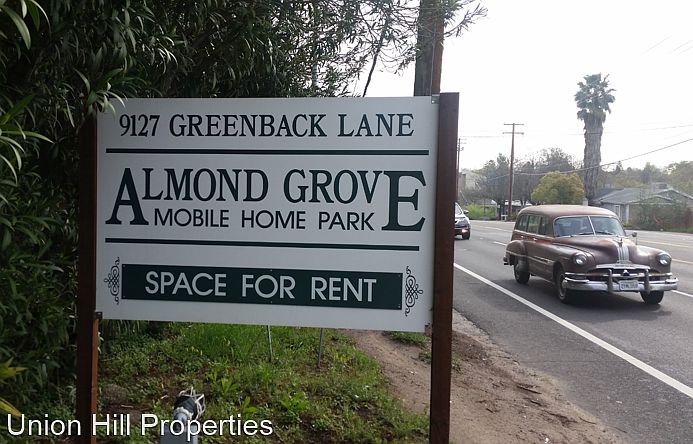 9127 GREENBACK LANE
ALMOND GROVE
MOBILE HOME PARK
SPACE FOR RENT
Union Hill Properties